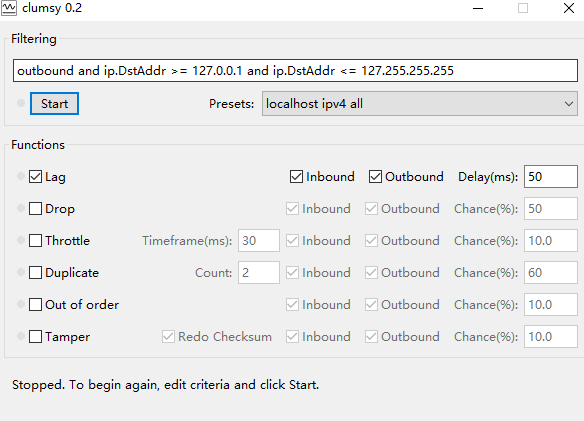 clumsy 0.2
Filtering
outbound and ip.DstAddr >= 127.0.0.1 and ip.DstAddr <= 127.255.255.255
Start Presets: localhost ipv4 all
Functions
Lag Inbound Outbound Delay(ms): 50
Drop Inbound Outbound Chance(%): 50
Throttle Timeframe(ms): 30 Inbound Outbound Chance(%): 10.0
Duplicate Count: 2 Inbound Outbound Chance(%): 60
Out of order Inbound Outbound Chance(%): 10.0
Tamper Redo Checksum Inbound Outbound Chance(%): 10.0
Stopped. To begin again, edit criteria and click Start.